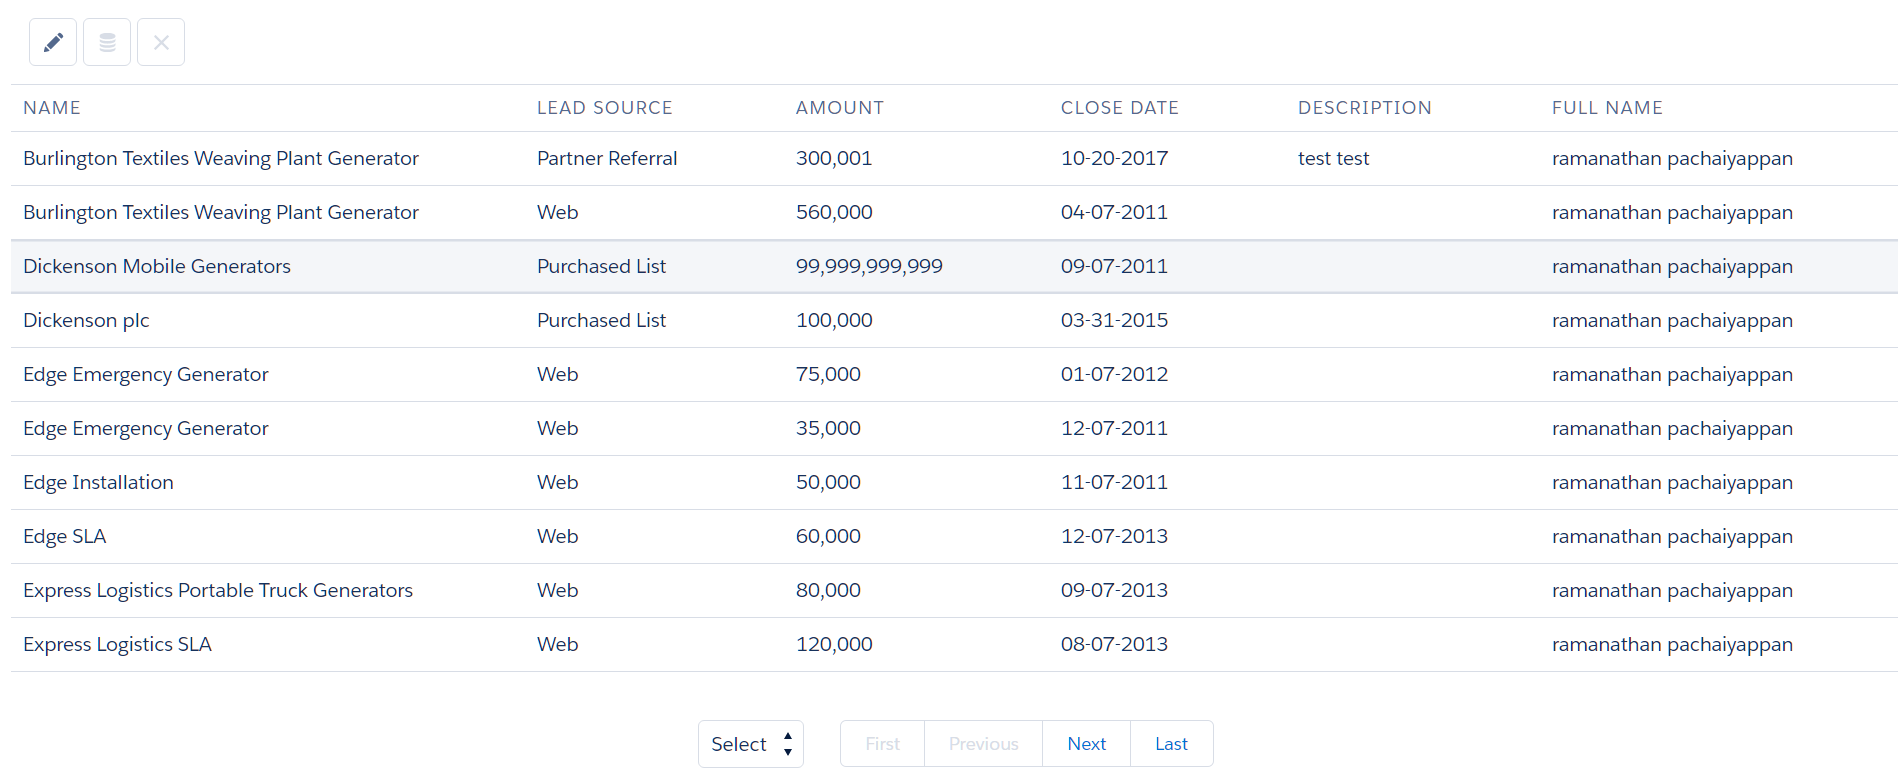 NAME LEAD SOURCE AMOUNT CLOSE DATE DESCRIPTION FULL NAME
Burlington Textiles Weaving Plant Generator Partner Referral 300,001 10-20-2017 test test ramanathan pachaiyappan
Burlington Textiles Weaving Plant Generator Web 560,000 04-07-2011 ramanathan pachaiyappan
Dickenson Mobile Generators Purchased List 99,999,999,999 09-07-2011 ramanathan pachaiyappan
Dickenson plc Purchased List 100,000 03-31-2015 ramanathan pachaiyappan
Edge Emergency Generator Web 75,000 01-07-2012 ramanathan pachaiyappan
Edge Emergency Generator Web 35,000 12-07-2011 ramanathan pachaiyappan
Edge Installation Web 50,000 11-07-2011 ramanathan pachaiyappan
Edge SLA Web 60,000 12-07-2013 ramanathan pachaiyappan
Express Logistics Portable Truck Generators Web 80,000 09-07-2013 ramanathan pachaiyappan
Express Logistics SLA Web 120,000 08-07-2013 ramanathan pachaiyappan
Select First Previous Next Last